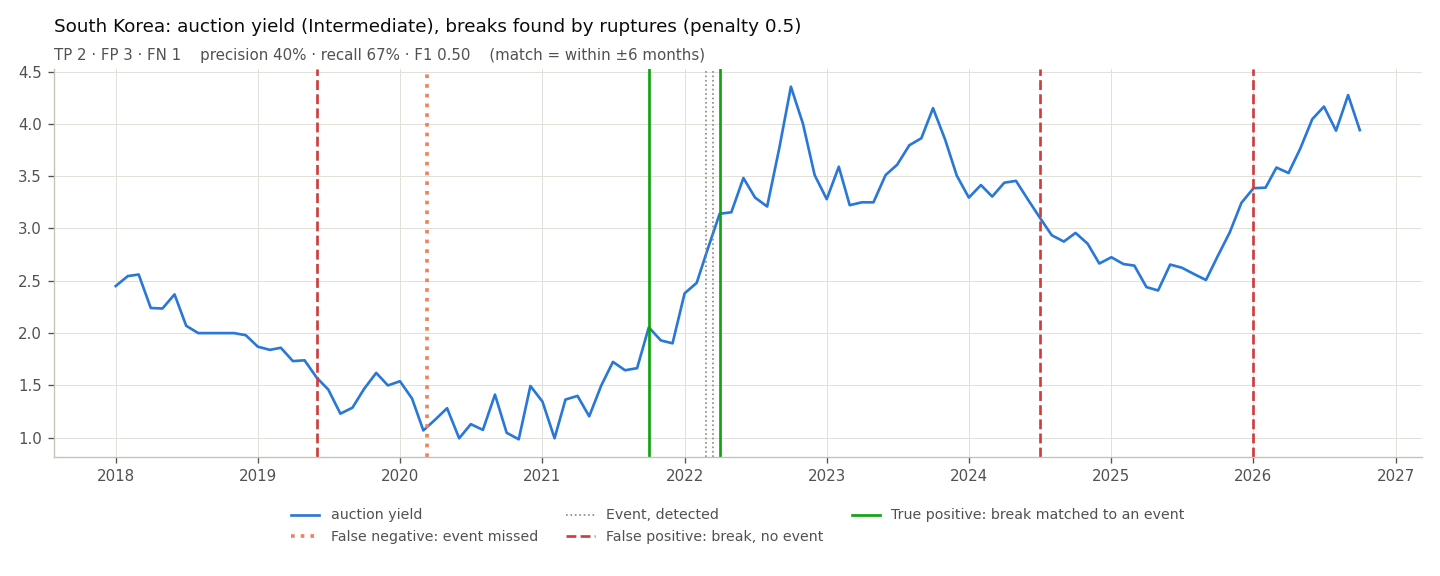 South Korea: auction yield (Intermediate), breaks found by ruptures (penalty 0.5)
TP 2 · FP 3 · FN 1    precision 40% · recall 67% · F1 0.50    (match = within ±6 months)
4.5
4.0
3.5
3.0
2.5
2.0
1.5
1.0
2018 2019 2020 2021 2022 2023 2024 2025 2026 2027
auction yield    Event, detected    True positive: break matched to an event
False negative: event missed    False positive: break, no event